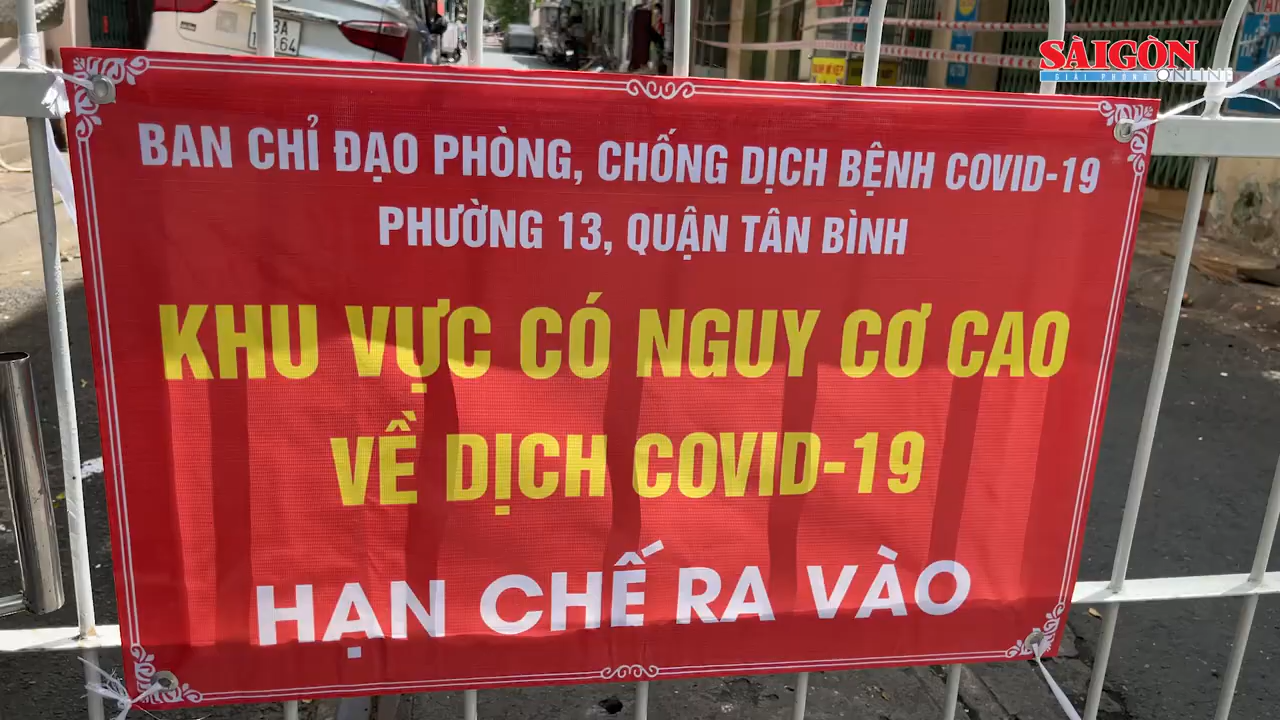 SÀIGÒN
GIẢI PHÓNG ONLINE
BAN CHỈ ĐẠO PHÒNG, CHỐNG DỊCH BỆNH COVID-19
PHƯỜNG 13, QUẬN TÂN BÌNH
KHU VỰC CÓ NGUY CƠ CAO
VỀ DỊCH COVID-19
HẠN CHẾ RA VÀO